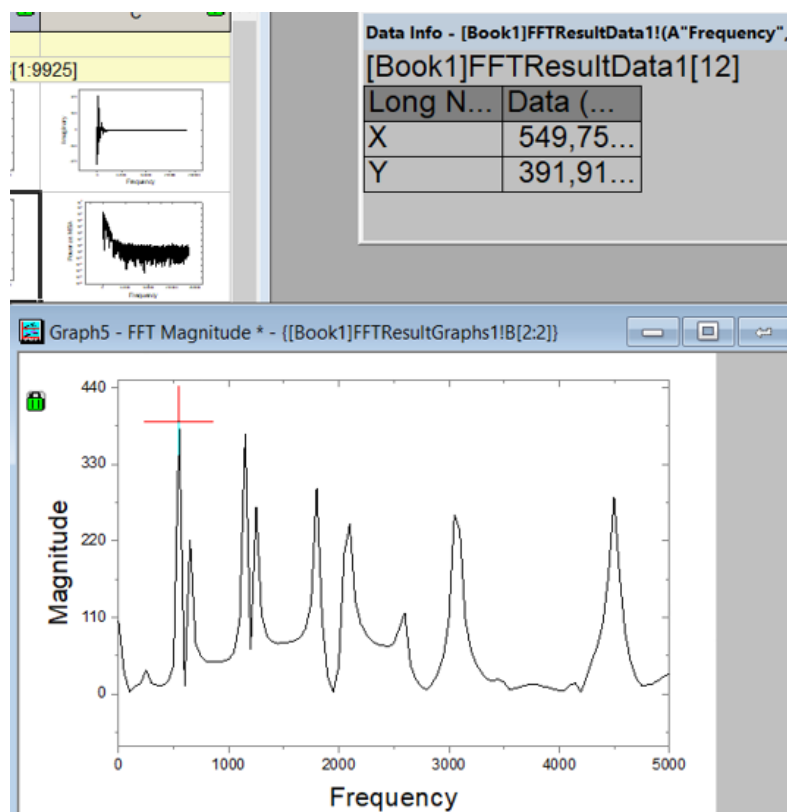 C
Data Info - [Book1]FFTResultData1!(A"Frequency",
[Book1]FFTResultData1[12]
[1:9925]
Long N... Data (...
X 549,75...
Y 391,91...
Frequency
Frequency
Graph5 - FFT Magnitude * - {[Book1]FFTResultGraphs1!B[2:2]}
440
330
220
110
0
Magnitude
0 1000 2000 3000 4000 5000
Frequency